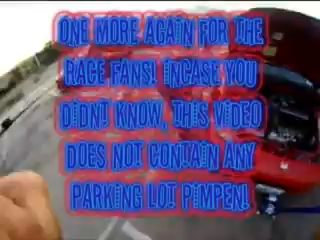 ONE MORE AGAIN FOR THE
RACE FANS! INCASE YOU
DIDNT KNOW, THIS VIDEO
DOES NOT CONTAIN ANY
PARKING LOT PIMPEN!